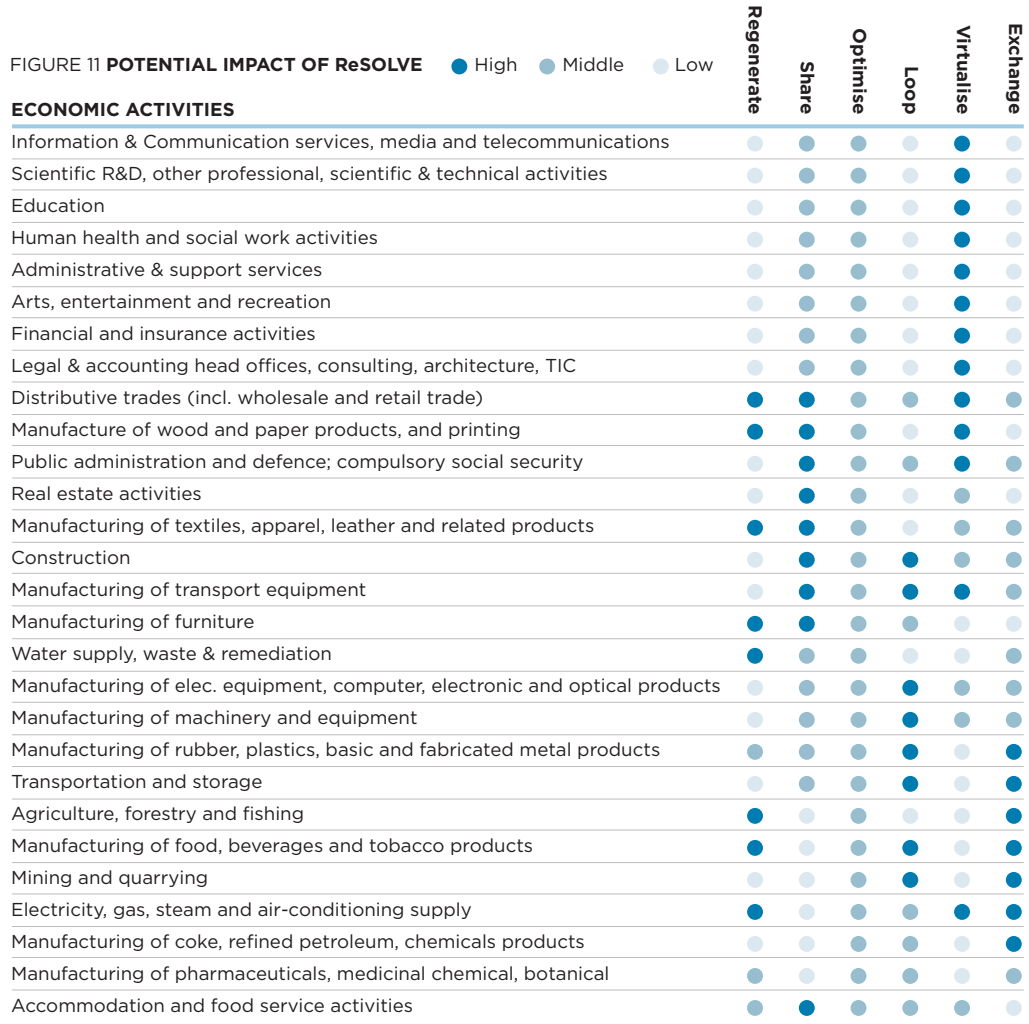 FIGURE 11 POTENTIAL IMPACT OF ReSOLVE High Middle Low
Regenerate
Share
Optimise
Loop
Virtualise
Exchange
ECONOMIC ACTIVITIES
Information & Communication services, media and telecommunications
Scientific R&D, other professional, scientific & technical activities
Education
Human health and social work activities
Administrative & support services
Arts, entertainment and recreation
Financial and insurance activities
Legal & accounting head offices, consulting, architecture, TIC
Distributive trades (incl. wholesale and retail trade)
Manufacture of wood and paper products, and printing
Public administration and defence; compulsory social security
Real estate activities
Manufacturing of textiles, apparel, leather and related products
Construction
Manufacturing of transport equipment
Manufacturing of furniture
Water supply, waste & remediation
Manufacturing of elec. equipment, computer, electronic and optical products
Manufacturing of machinery and equipment
Manufacturing of rubber, plastics, basic and fabricated metal products
Transportation and storage
Agriculture, forestry and fishing
Manufacturing of food, beverages and tobacco products
Mining and quarrying
Electricity, gas, steam and air-conditioning supply
Manufacturing of coke, refined petroleum, chemicals products
Manufacturing of pharmaceuticals, medicinal chemical, botanical
Accommodation and food service activities